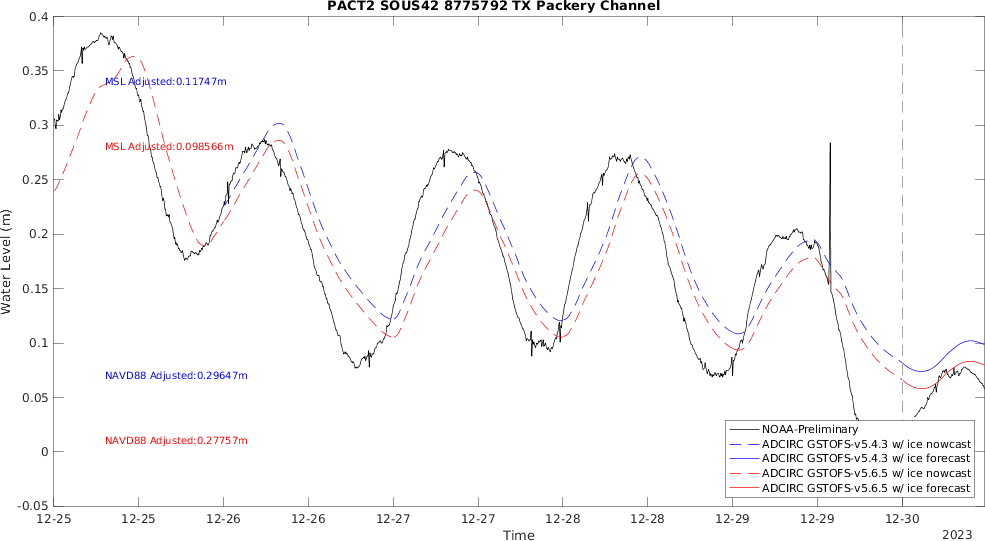 PACT2 SOUS42 8775792 TX Packery Channel
0.4
0.35
MSL Adjusted:0.11747m
0.3
MSL Adjusted:0.098566m
0.25
0.2
Water Level (m)
0.15
0.1
NAVD88 Adjusted:0.29647m
0.05
NAVD88 Adjusted:0.27757m
0
NOAA-Preliminary
ADCIRC GSTOFS-v5.4.3 w/ ice nowcast
ADCIRC GSTOFS-v5.4.3 w/ ice forecast
ADCIRC GSTOFS-v5.6.5 w/ ice nowcast
ADCIRC GSTOFS-v5.6.5 w/ ice forecast
-0.05
12-25 12-25 12-26 12-26 12-27 12-27 12-28 12-28 12-29 12-29 12-30
Time
2023